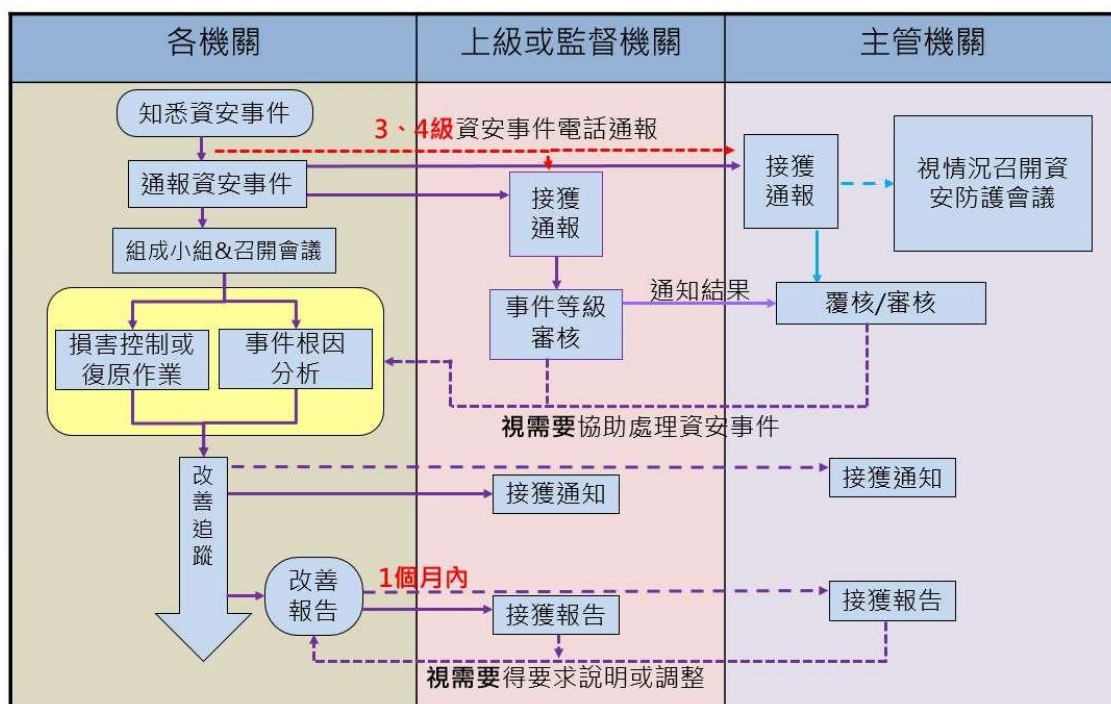 各機關
上級或監督機關
主管機關
知悉資安事件
3、4級資安事件電話通報
通報資安事件
接獲
通報
接獲
通報
視情況召開資
安防護會議
組成小組&召開會議
事件等級
審核
通知結果
覆核/審核
損害控制或
復原作業
事件根因
分析
視需要協助處理資安事件
改
善
追
蹤
接獲通知
接獲通知
改善
報告
1個月內
接獲報告
接獲報告
視需要得要求說明或調整